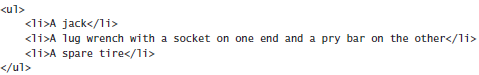 <ul>
    <li>A jack</li>
    <li>A lug wrench with a socket on one end and a pry bar on the other</li>
    <li>A spare tire</li>
</ul>